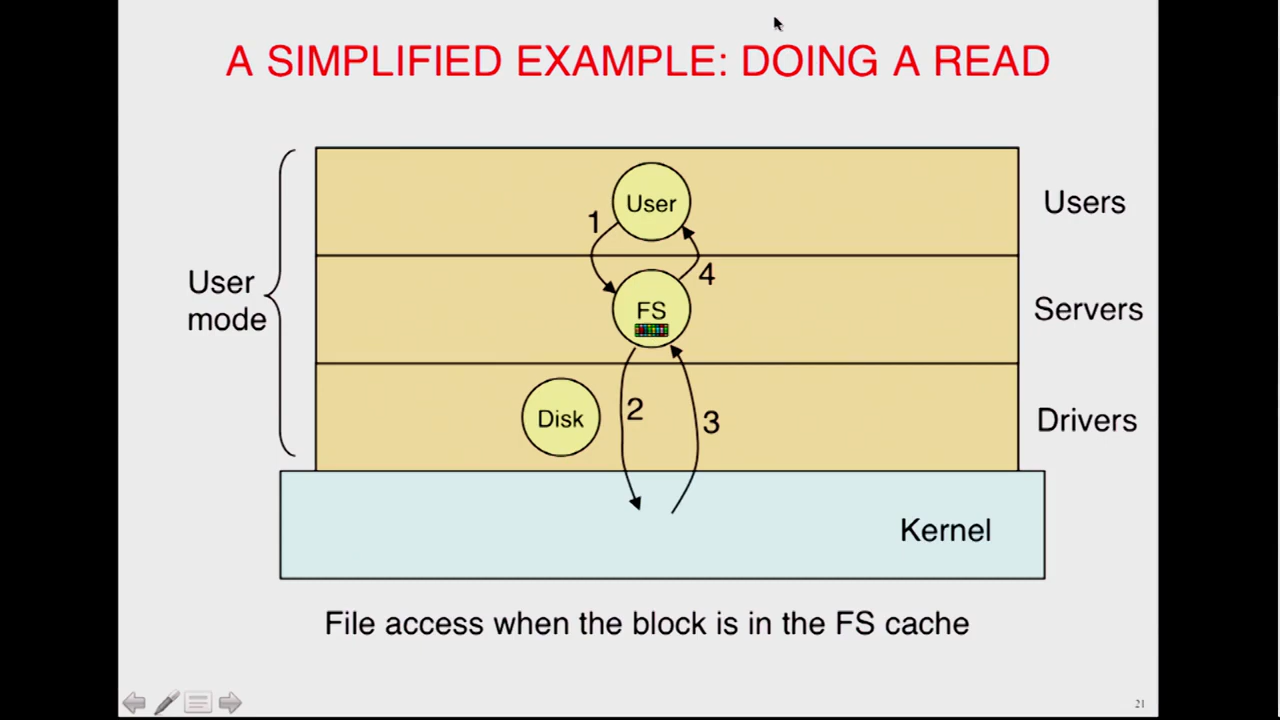 A SIMPLIFIED EXAMPLE: DOING A READ
User
Users
1
4
User
mode
FS
Servers
Disk
2
3
Drivers
Kernel
File access when the block is in the FS cache
21